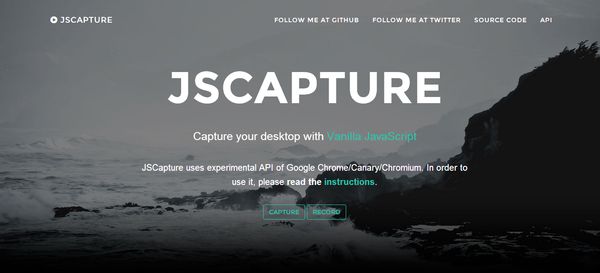 JSCAPTURE
FOLLOW ME AT GITHUB
FOLLOW ME AT TWITTER
SOURCE CODE
API
JSCAPTURE
Capture your desktop with Vanilla JavaScript
JSCapture uses experimental API of Google Chrome/Canary/Chromium. In order to
use it, please read the instructions.
CAPTURE
RECORD